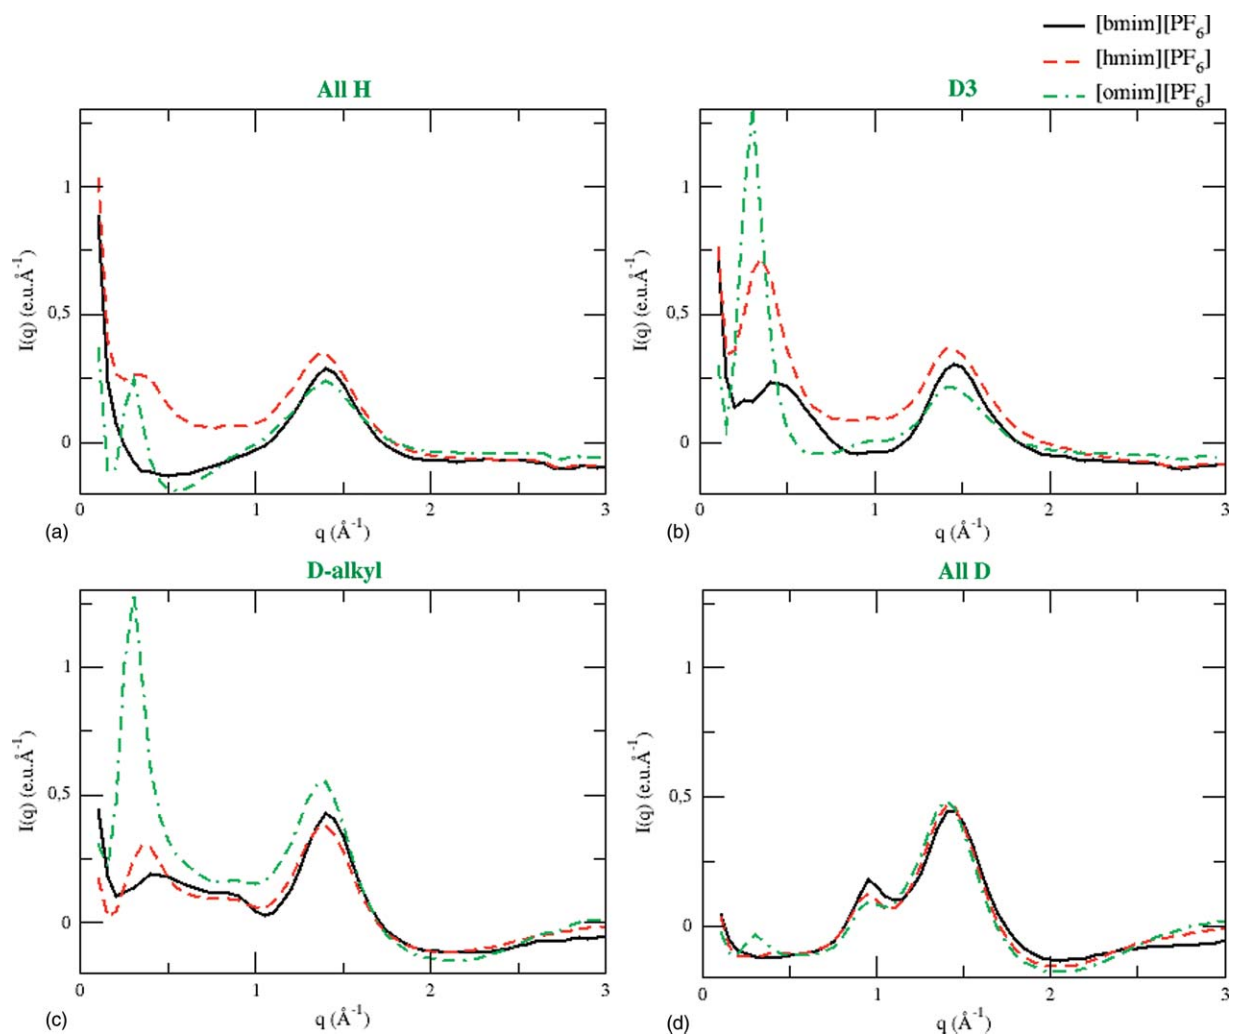 [bmim][PF6]
[hmim][PF6]
[omim][PF6]
All H
D3
1
0,5
0
I(q) (e.u.Å-1)
0 1 2 3
q (Å-1)
(a)
1
0,5
0
I(q) (e.u.Å-1)
0 1 2 3
q (Å-1)
(b)
D-alkyl
All D
1
0,5
0
I(q) (e.u.Å-1)
0 1 2 3
q (Å-1)
(c)
1
0,5
0
I(q) (e.u.Å-1)
0 1 2 3
q (Å-1)
(d)